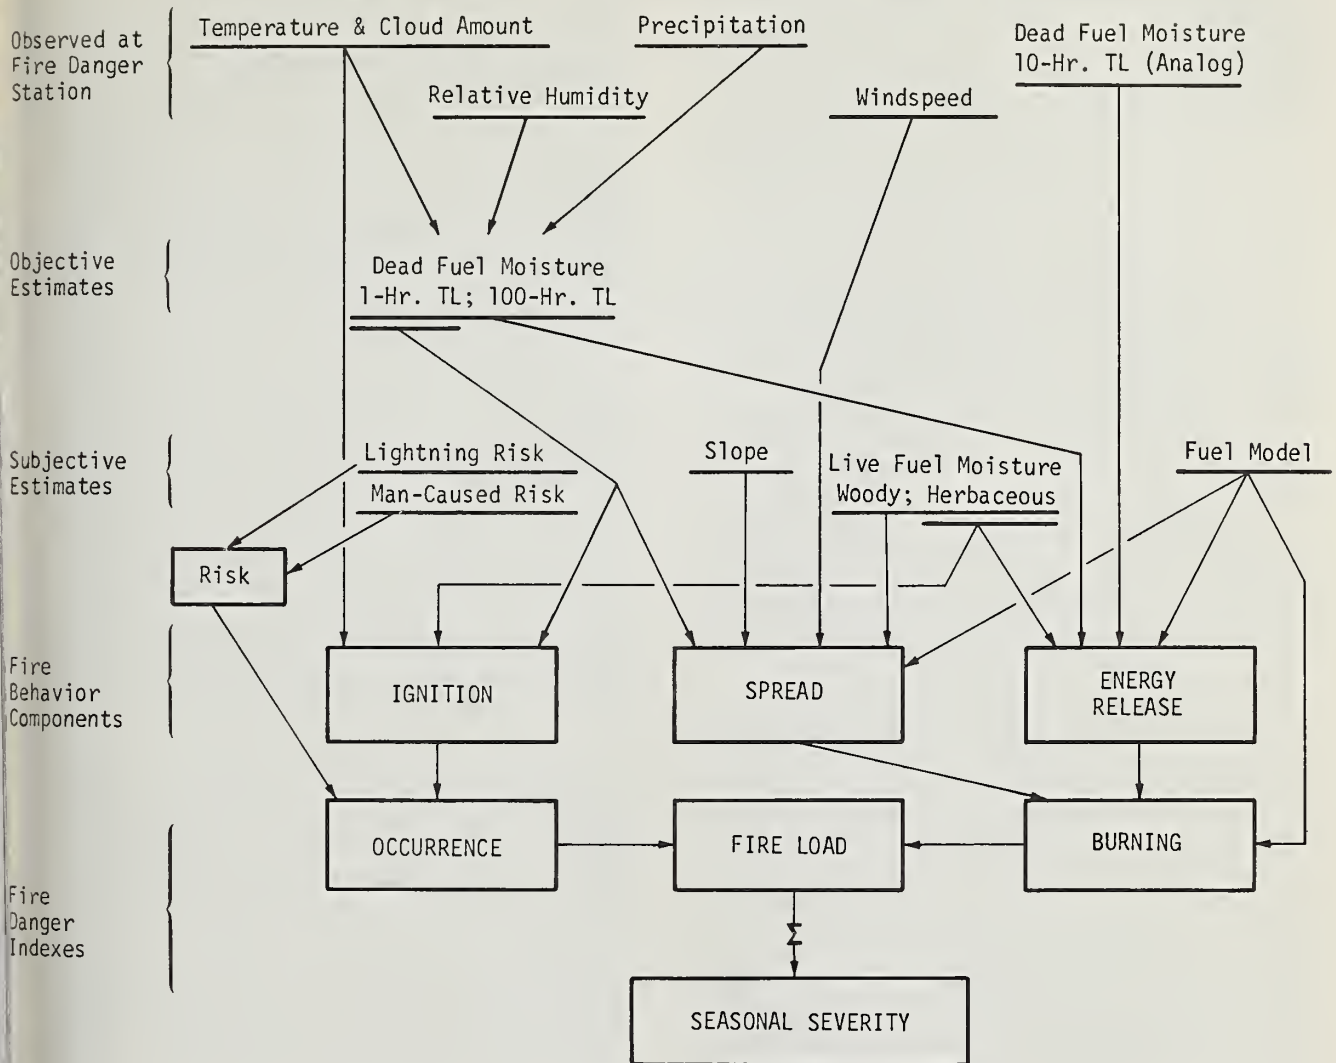 Observed at
Fire Danger
Station
Temperature & Cloud Amount
Precipitation
Dead Fuel Moisture
10-Hr. TL (Analog)
Relative Humidity
Windspeed
Objective
Estimates
Dead Fuel Moisture
1-Hr. TL; 100-Hr. TL
Subjective
Estimates
Lightning Risk
Man-Caused Risk
Slope
Live Fuel Moisture
Woody; Herbaceous
Fuel Model
Risk
Fire
Behavior
Components
IGNITION
SPREAD
ENERGY
RELEASE
OCCURRENCE
FIRE LOAD
BURNING
Fire
Danger
Indexes
Σ
SEASONAL SEVERITY